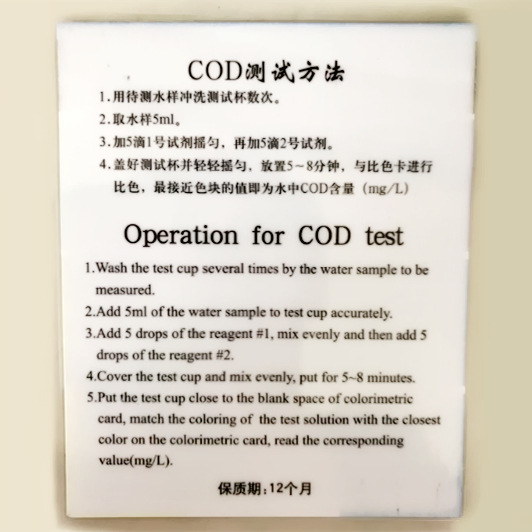 COD测试方法
1.用待测水样冲洗测试杯数次。
2.取水样5ml。
3.加5滴1号试剂摇匀，再加5滴2号试剂。
4.盖好测试杯并轻轻摇匀，放置5~8分钟，与比色卡进行
比色，最接近色块的值即为水中COD含量（mg/L）
Operation for COD test
1.Wash the test cup several times by the water sample to be
measured.
2.Add 5ml of the water sample to test cup accurately.
3.Add 5 drops of the reagent #1, mix evenly and then add 5
drops of the reagent #2.
4.Cover the test cup and mix evenly, put for 5~8 minutes.
5.Put the test cup close to the blank space of colorimetric
card, match the coloring of the test solution with the closest
color on the colorimetric card, read the corresponding
value(mg/L).
保质期：12个月